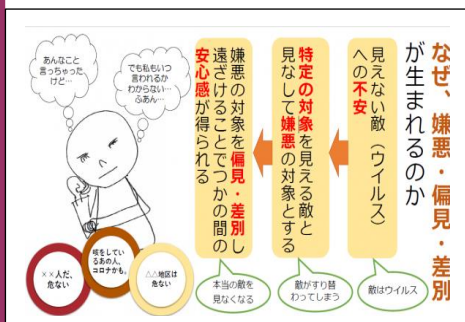 なぜ、嫌悪・偏見・差別
が生まれるのか
見えない敵（ウイルス）
への不安
特定の対象を見える敵と
見なして嫌悪の対象とする
嫌悪の対象を偏見・差別し
遠ざけることでつかの間の
安心感が得られる
敵はウイルス
敵がすり替
わってしまう
本当の敵を
見なくなる
でも私もいつ
言われるか
わからない…
ふあん…
あんなこと
言っちゃった
けど…
××人だ、
危ない
咳をしてい
るあの人、
コロナかも。
△△地区は
危ない